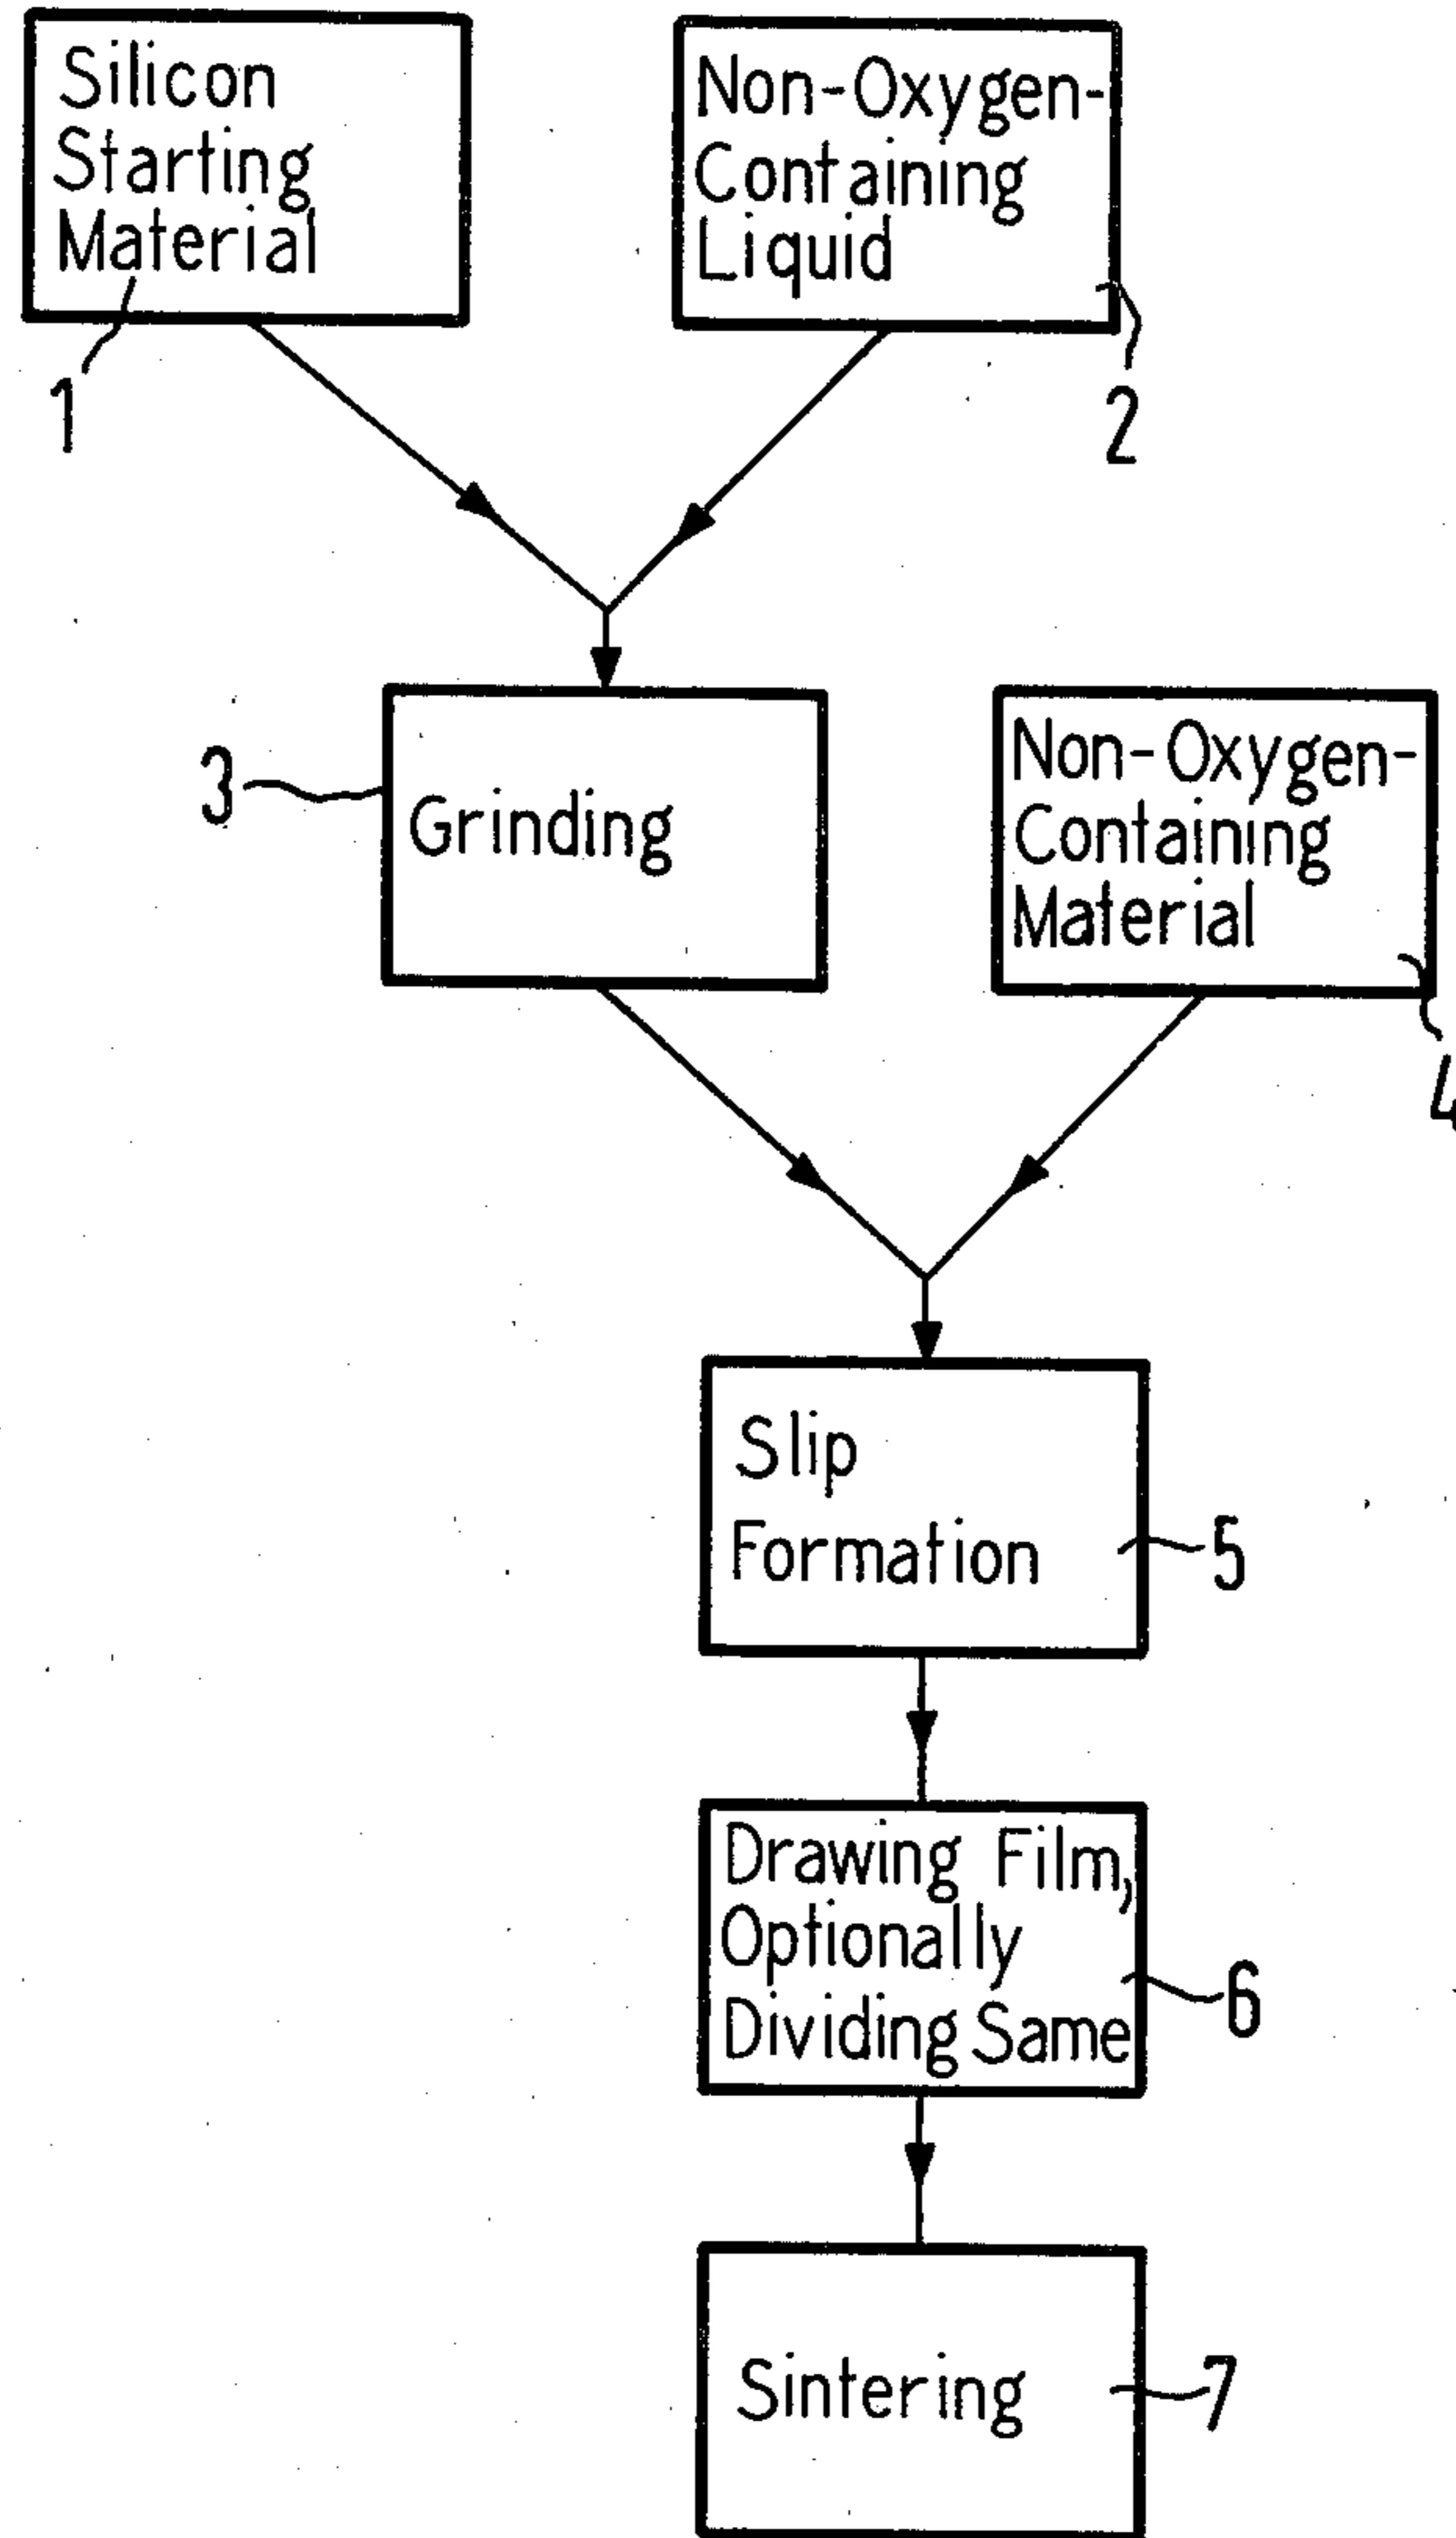 Silicon
Starting
Material
1
Non-Oxygen-
Containing
Liquid
2
3
Grinding
Non-Oxygen-
Containing
Material
4
Slip
Formation
5
Drawing Film,
Optionally
Dividing Same
6
Sintering
7